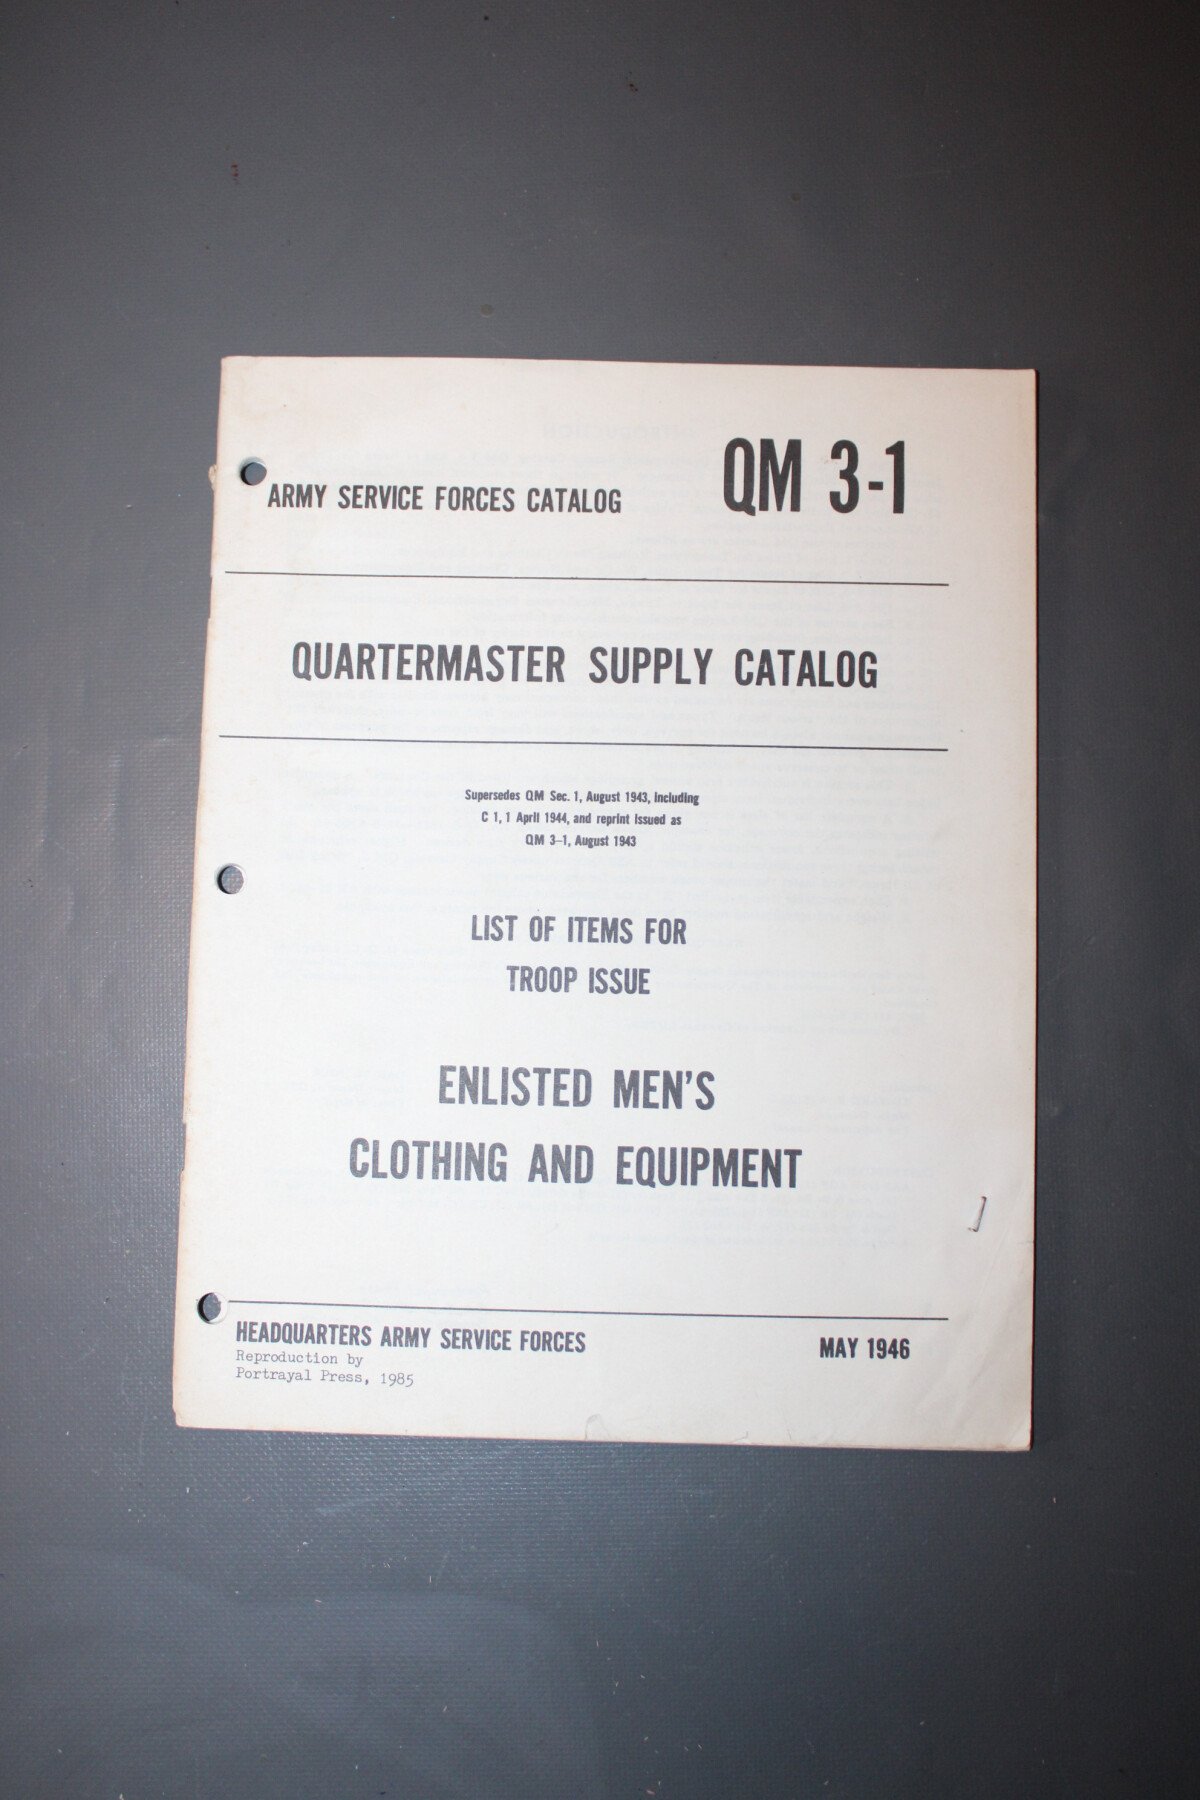 QM 3-1
ARMY SERVICE FORCES CATALOG
QUARTERMASTER SUPPLY CATALOG
Supersedes QM Sec. 1, August 1943, including
C 1, 1 April 1944, and reprint issued as
QM 3-1, August 1943
LIST OF ITEMS FOR
TROOP ISSUE
ENLISTED MEN'S
CLOTHING AND EQUIPMENT
HEADQUARTERS ARMY SERVICE FORCES
MAY 1946
Reproduction by
Portrayal Press, 1985